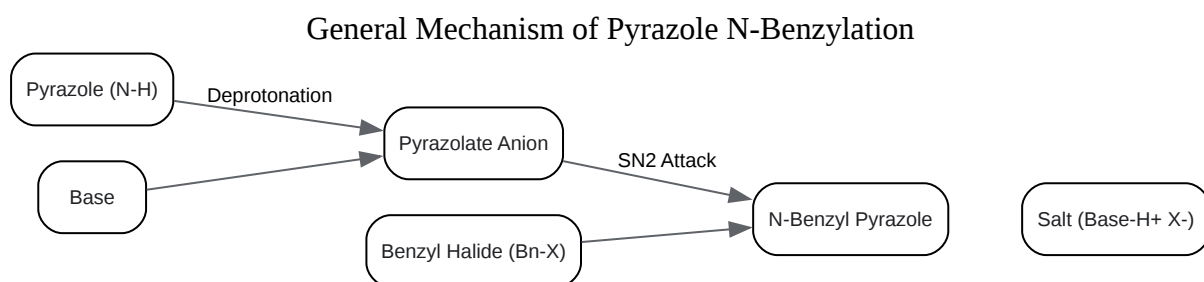 General Mechanism of Pyrazole N-Benzylation
Pyrazole (N-H)
Deprotonation
Base
Pyrazolate Anion
SN2 Attack
Benzyl Halide (Bn-X)
N-Benzyl Pyrazole
Salt (Base-H+ X-)